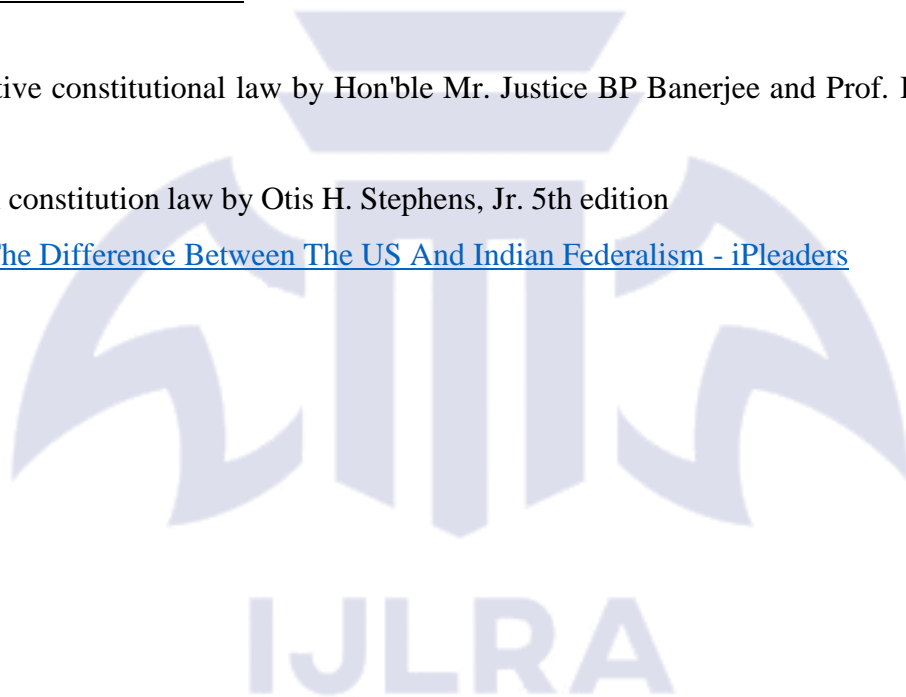 tive constitutional law by Hon'ble Mr. Justice BP Banerjee and Prof.
constitution law by Otis H. Stephens, Jr. 5th edition
he Difference Between The US And Indian Federalism - iPleaders
IJLRA